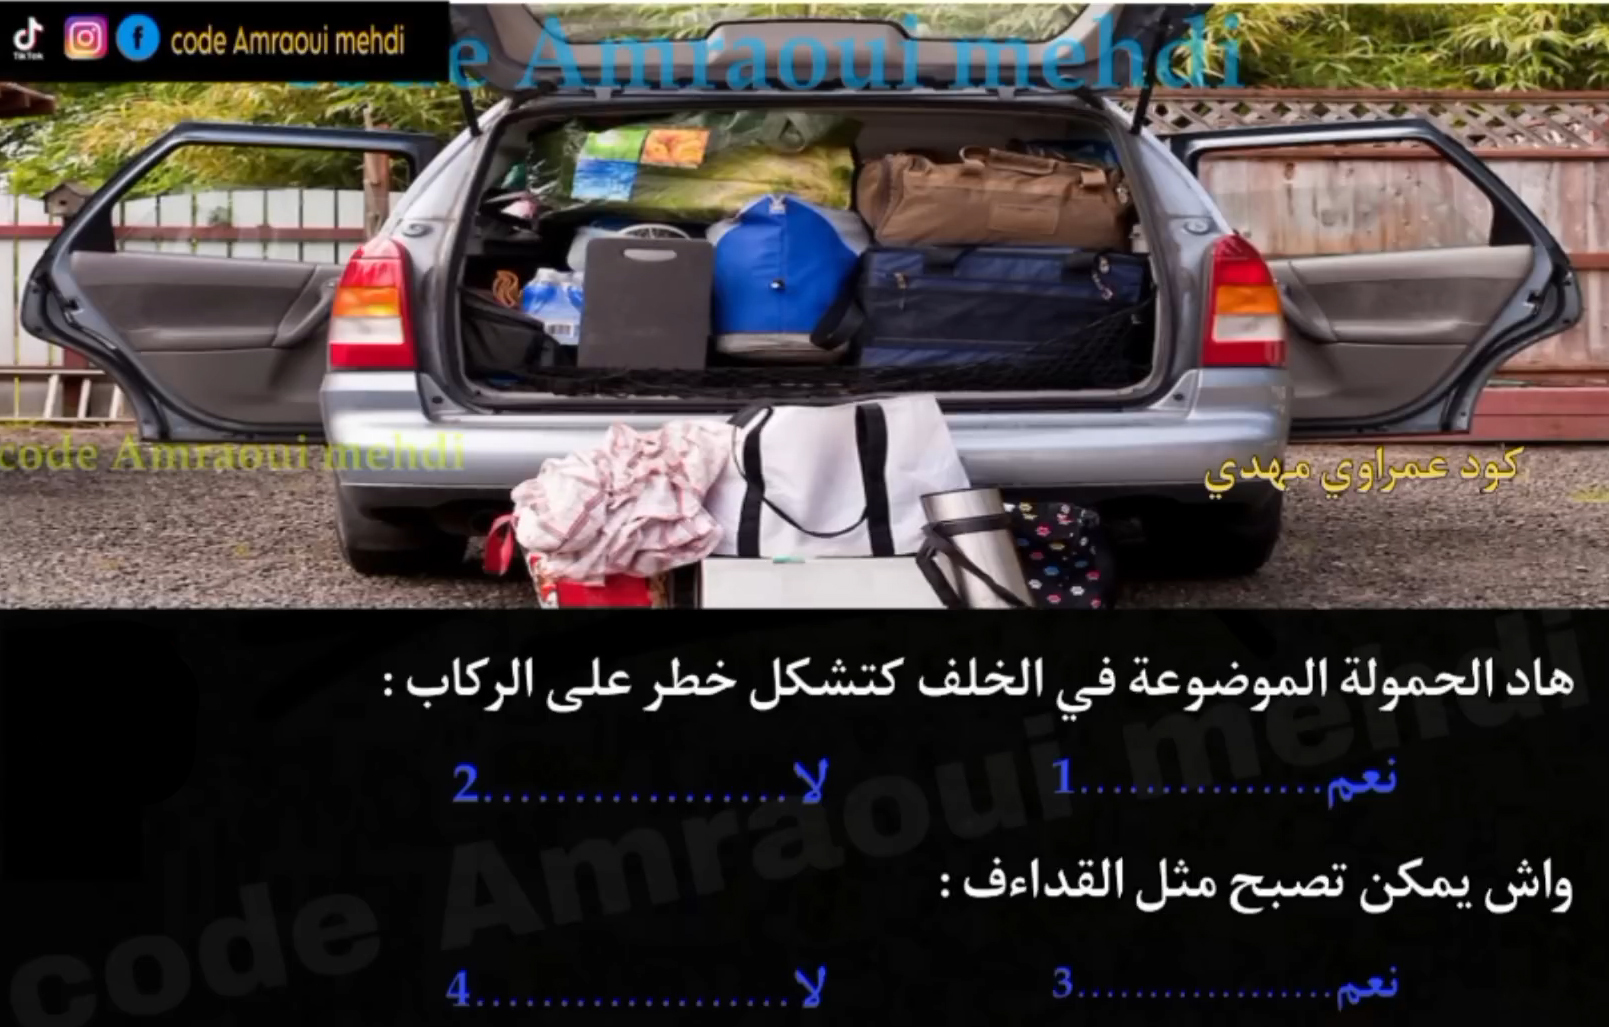 TikTok
code Amraoui mehdi
code Amraoui mehdi
code Amraoui mehdi
كود عمراوي مهدي
هاد الحمولة الموضوعة في الخلف كتشكل خطر على الركاب :
نعم...............1 لا.................2
واش يمكن تصبح مثل القداءف :
نعم.................3 لا...................4
code Amraoui mehdi